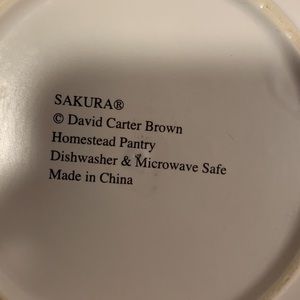 SAKURA®
© David Carter Brown
Homestead Pantry
Dishwasher & Microwave Safe
Made in China